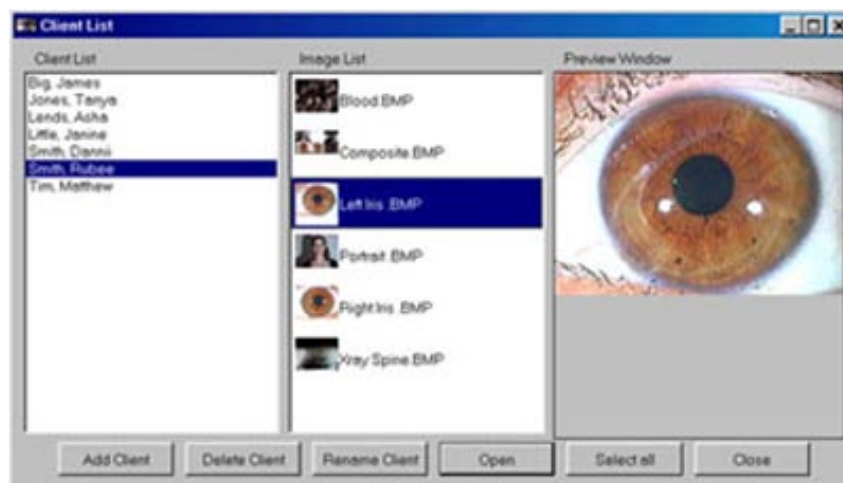 Client List
Client List
Image List
Preview Window
Big, James
Jones, Tanya
Lends, Asha
Little, Janine
Smith, Dannii
Smith, Rubee
Tim, Matthew
Blood.BMP
Composite.BMP
Left Iris .BMP
Portrait .BMP
Right Iris .BMP
Xray Spine.BMP
Add Client
Delete Client
Rename Client
Open
Select all
Close